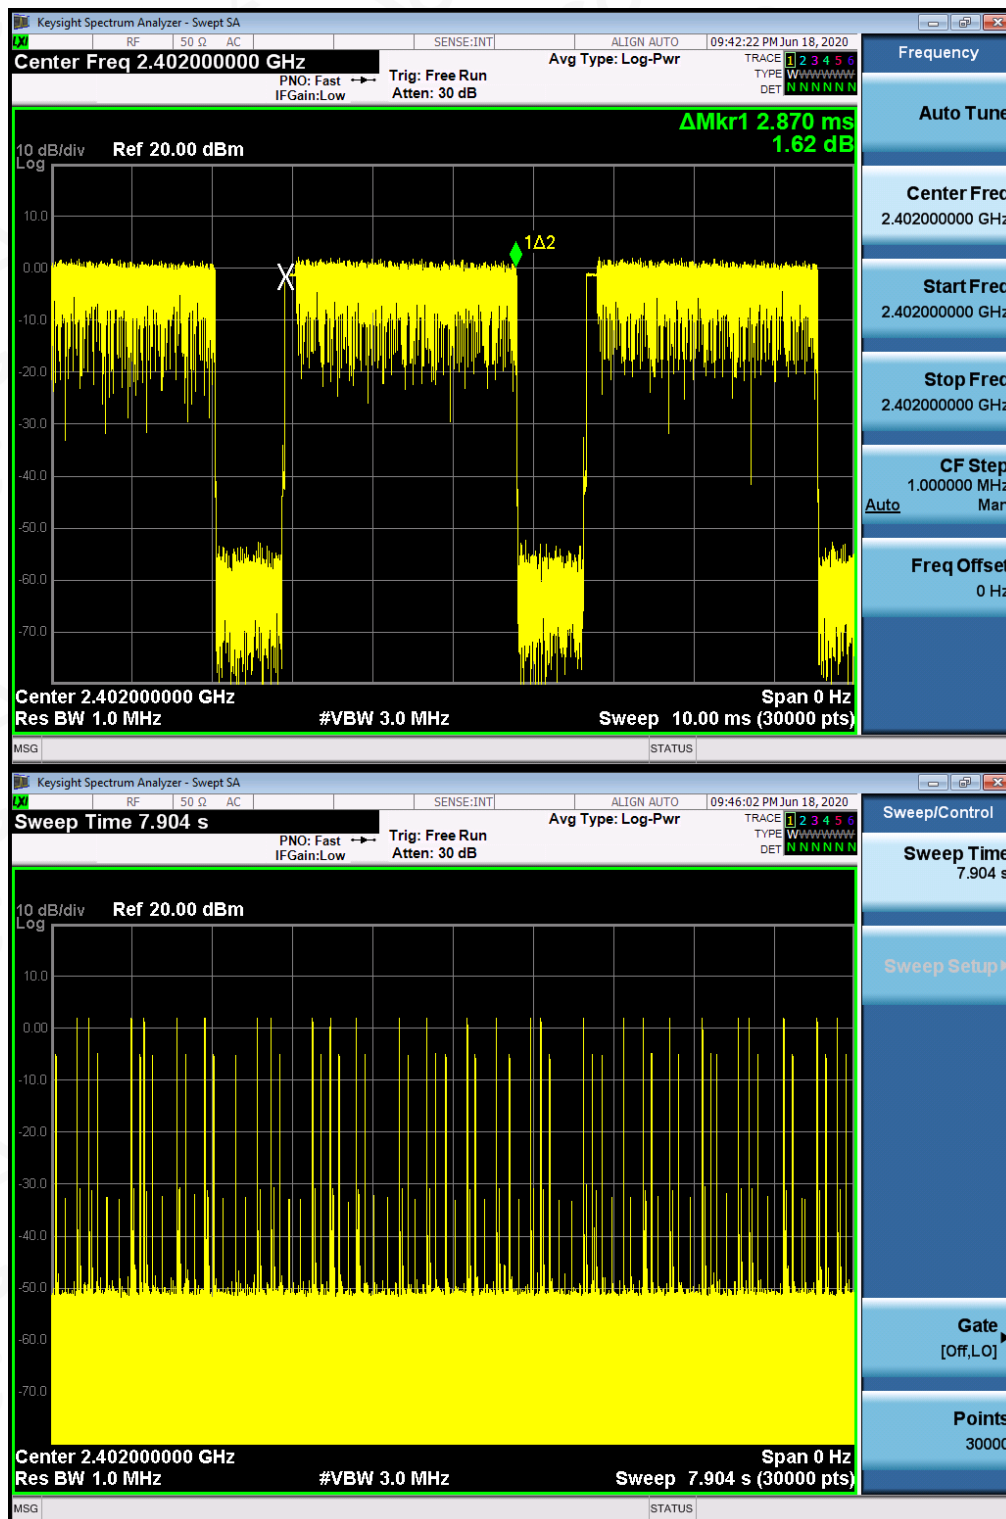 Keysight Spectrum Analyzer - Swept SA
LXI RF 50 Ω AC SENSE:INT ALIGN AUTO 09:42:22 PM Jun 18, 2020
Center Freq 2.402000000 GHz Avg Type: Log-Pwr TRACE 1 2 3 4 5 6
PNO: Fast Trig: Free Run TYPE W W W W W W
IFGain:Low Atten: 30 dB DET N N N N N N
ΔMkr1 2.870 ms
1.62 dB
10 dB/div Ref 20.00 dBm
Log
10.0
1Δ2
0.00
X
-10.0
-20.0
-30.0
-40.0
-50.0
-60.0
-70.0
Center 2.402000000 GHz Span 0 Hz
Res BW 1.0 MHz #VBW 3.0 MHz Sweep 10.00 ms (30000 pts)
MSG STATUS
Frequency
Auto Tune
Center Freq
2.402000000 GHz
Start Freq
2.402000000 GHz
Stop Freq
2.402000000 GHz
CF Step
1.000000 MHz
Auto Man
Freq Offset
0 Hz
Keysight Spectrum Analyzer - Swept SA
LXI RF 50 Ω AC SENSE:INT ALIGN AUTO 09:46:02 PM Jun 18, 2020
Sweep Time 7.904 s Avg Type: Log-Pwr TRACE 1 2 3 4 5 6
PNO: Fast Trig: Free Run TYPE W W W W W W
IFGain:Low Atten: 30 dB DET N N N N N N
10 dB/div Ref 20.00 dBm
Log
10.0
0.00
-10.0
-20.0
-30.0
-40.0
-50.0
-60.0
-70.0
Center 2.402000000 GHz Span 0 Hz
Res BW 1.0 MHz #VBW 3.0 MHz Sweep 7.904 s (30000 pts)
MSG STATUS
Sweep/Control
Sweep Time
7.904 s
Sweep Setup
Gate
[Off,LO]
Points
30000